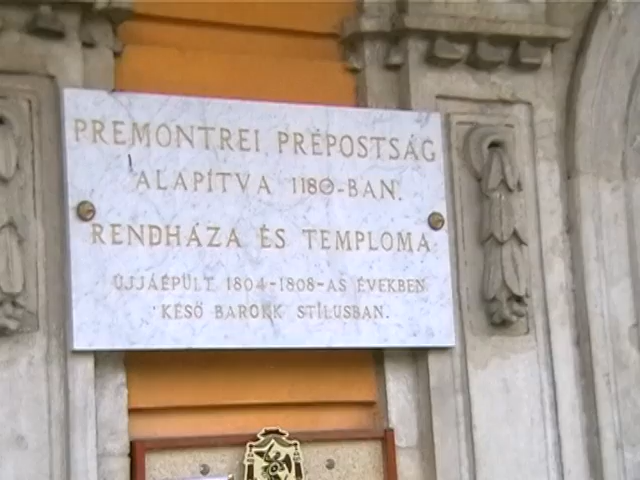 PREMONTREI PRÉPOSTSÁG
ALAPÍTVA 1180-BAN.
RENDHÁZA ÉS TEMPLOMA
ÚJJÁÉPÜLT 1804-1808-AS ÉVEKBEN
KÉSŐ BAROKK STÍLUSBAN.